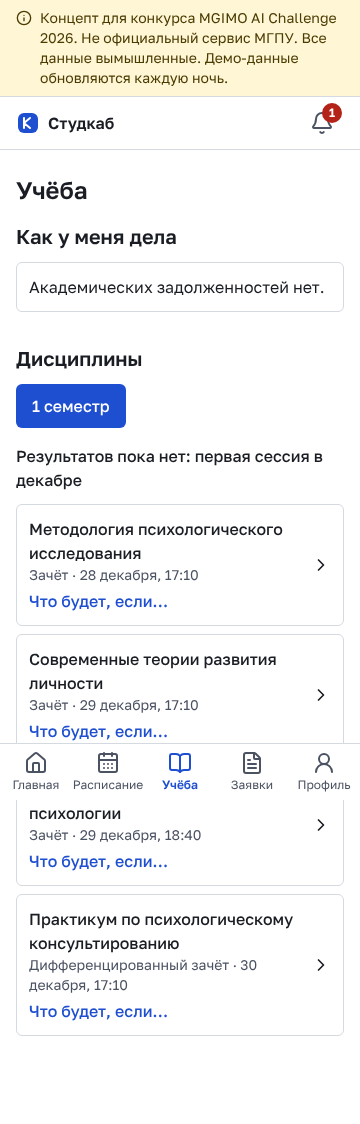 Концепт для конкурса MGIMO AI Challenge
2026. Не официальный сервис МГПУ. Все
данные вымышленные. Демо-данные
обновляются каждую ночь.
Студкаб
1
Учёба
Как у меня дела
Академических задолженностей нет.
Дисциплины
1 семестр
Результатов пока нет: первая сессия в
декабре
Методология психологического
исследования
Зачёт · 28 декабря, 17:10
Что будет, если...
Современные теории развития
личности
Зачёт · 29 декабря, 17:10
Что будет, если...
Главная
Расписание
Учёба
Заявки
Профиль
психологии
Зачёт · 29 декабря, 18:40
Что будет, если...
Практикум по психологическому
консультированию
Дифференцированный зачёт · 30
декабря, 17:10
Что будет, если...